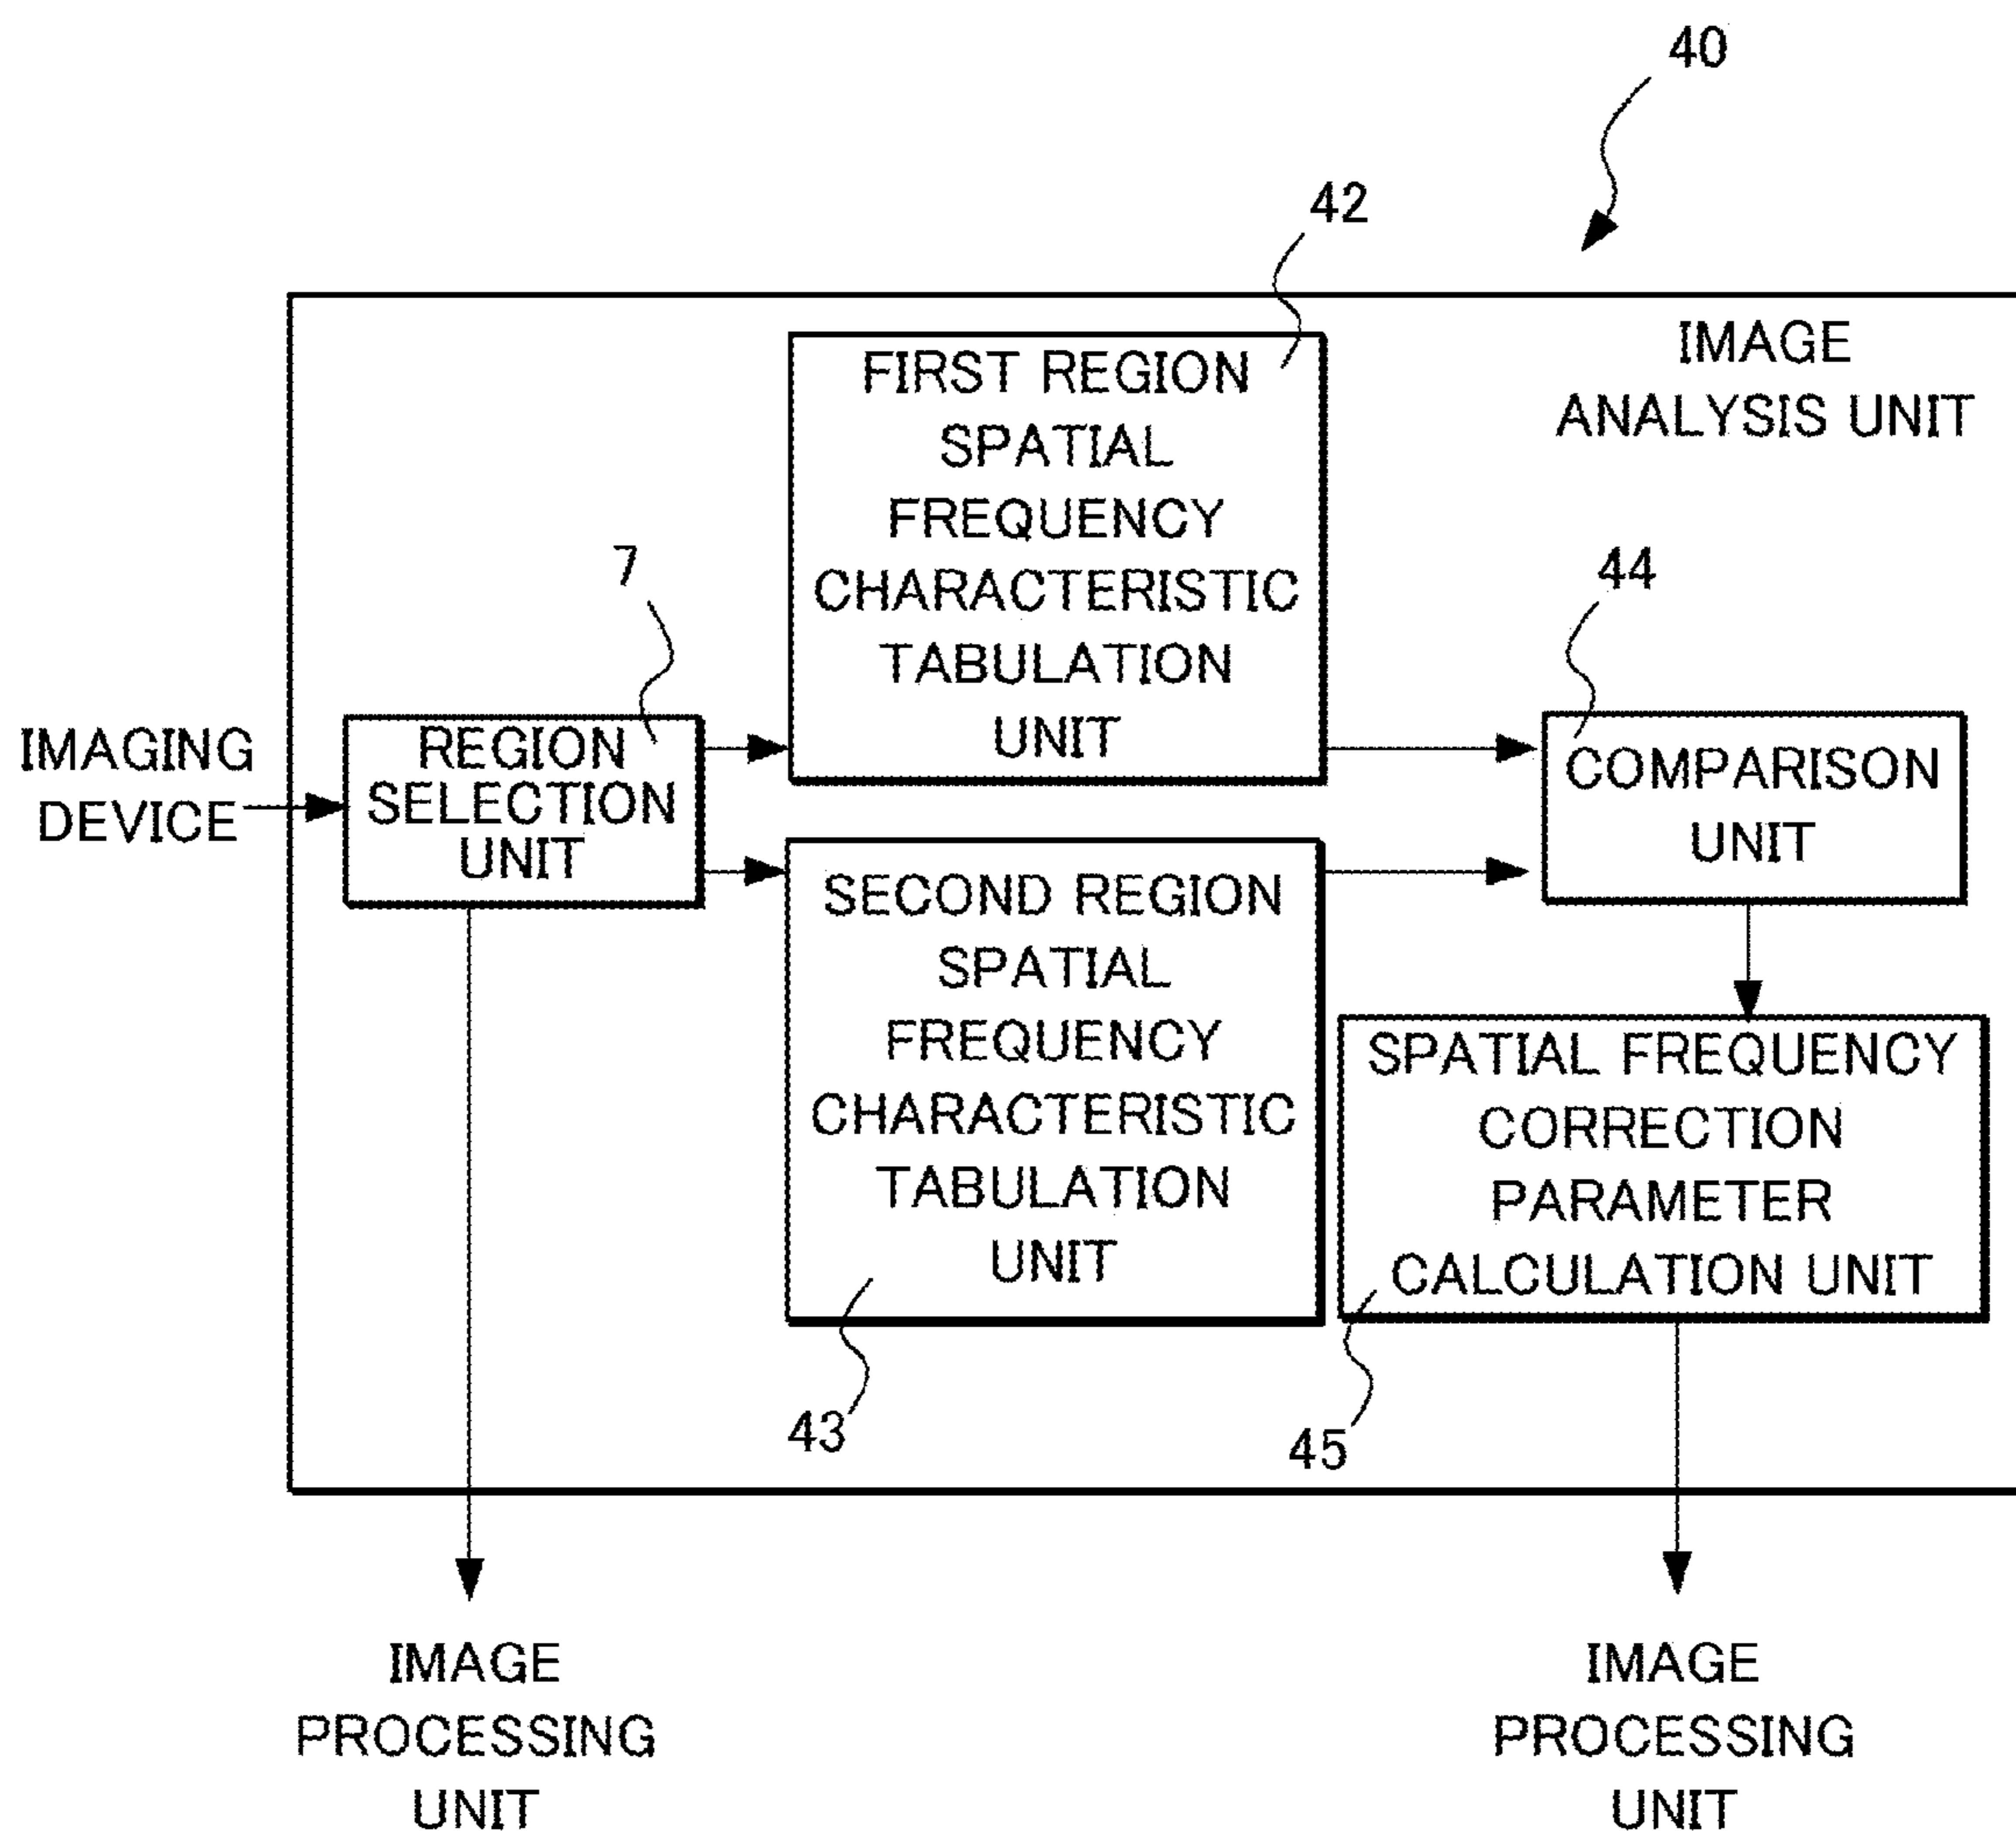 40
42
IMAGE
ANALYSIS UNIT
FIRST REGION
SPATIAL
FREQUENCY
CHARACTERISTIC
TABULATION
UNIT
7
44
IMAGING
DEVICE
REGION
SELECTION
UNIT
COMPARISON
UNIT
SECOND REGION
SPATIAL
FREQUENCY
CHARACTERISTIC
TABULATION
UNIT
SPATIAL FREQUENCY
CORRECTION
PARAMETER
CALCULATION UNIT
43
45
IMAGE
PROCESSING
UNIT
IMAGE
PROCESSING
UNIT